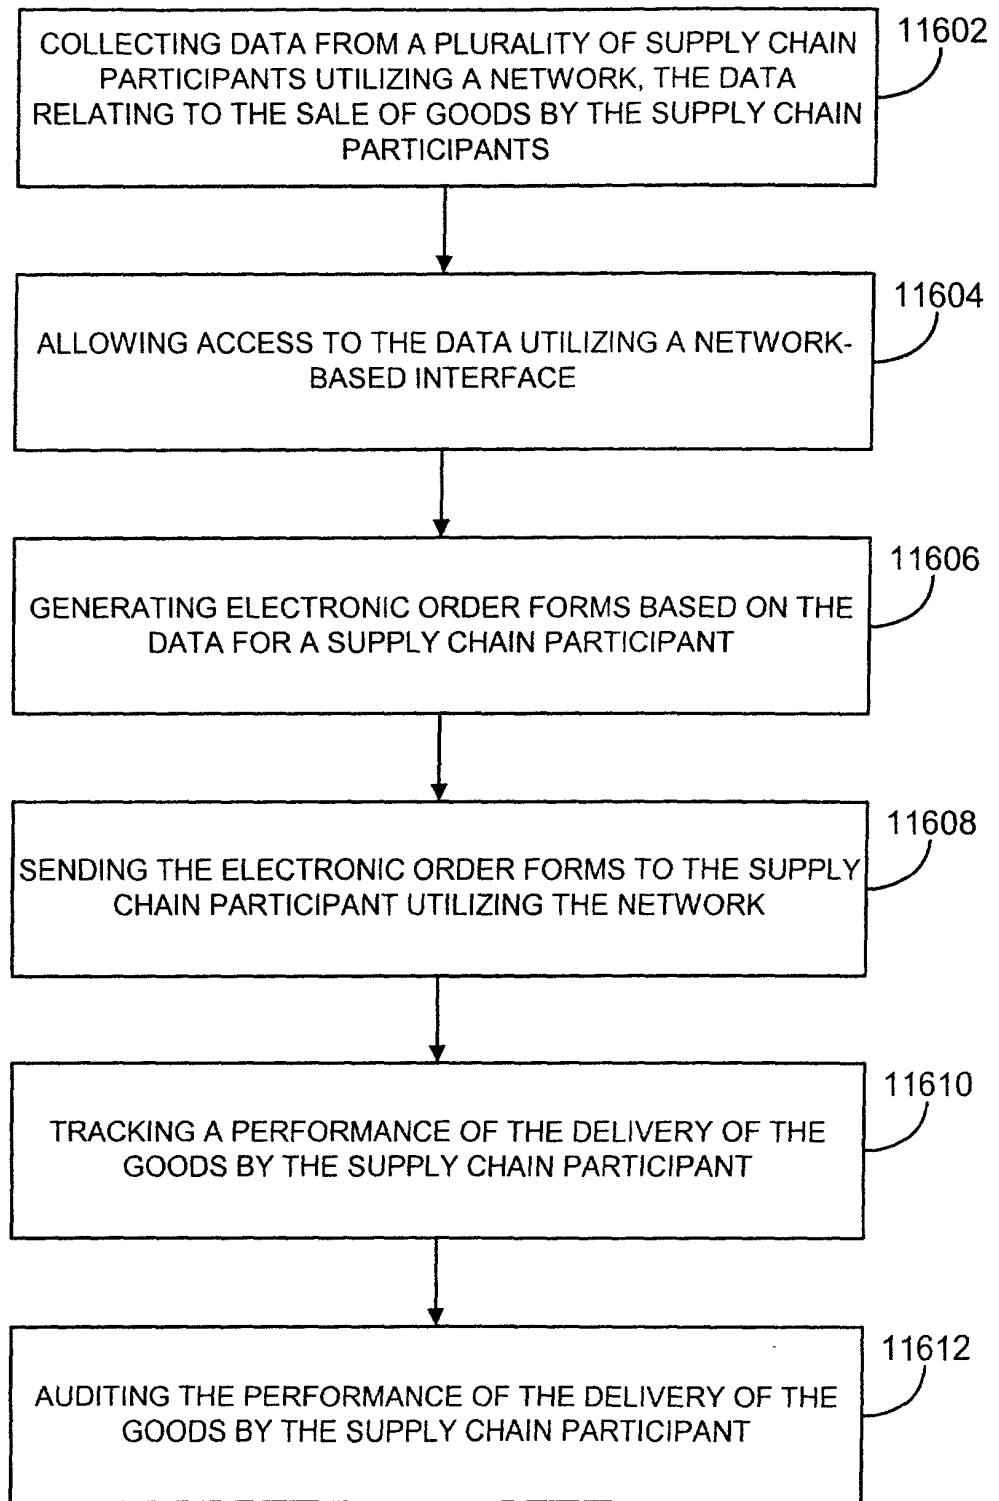 COLLECTING DATA FROM A PLURALITY OF SUPPLY CHAIN
PARTICIPANTS UTILIZING A NETWORK, THE DATA
RELATING TO THE SALE OF GOODS BY THE SUPPLY CHAIN
PARTICIPANTS
11602
ALLOWING ACCESS TO THE DATA UTILIZING A NETWORK-
BASED INTERFACE
11604
GENERATING ELECTRONIC ORDER FORMS BASED ON THE
DATA FOR A SUPPLY CHAIN PARTICIPANT
11606
SENDING THE ELECTRONIC ORDER FORMS TO THE SUPPLY
CHAIN PARTICIPANT UTILIZING THE NETWORK
11608
TRACKING A PERFORMANCE OF THE DELIVERY OF THE
GOODS BY THE SUPPLY CHAIN PARTICIPANT
11610
AUDITING THE PERFORMANCE OF THE DELIVERY OF THE
GOODS BY THE SUPPLY CHAIN PARTICIPANT
11612